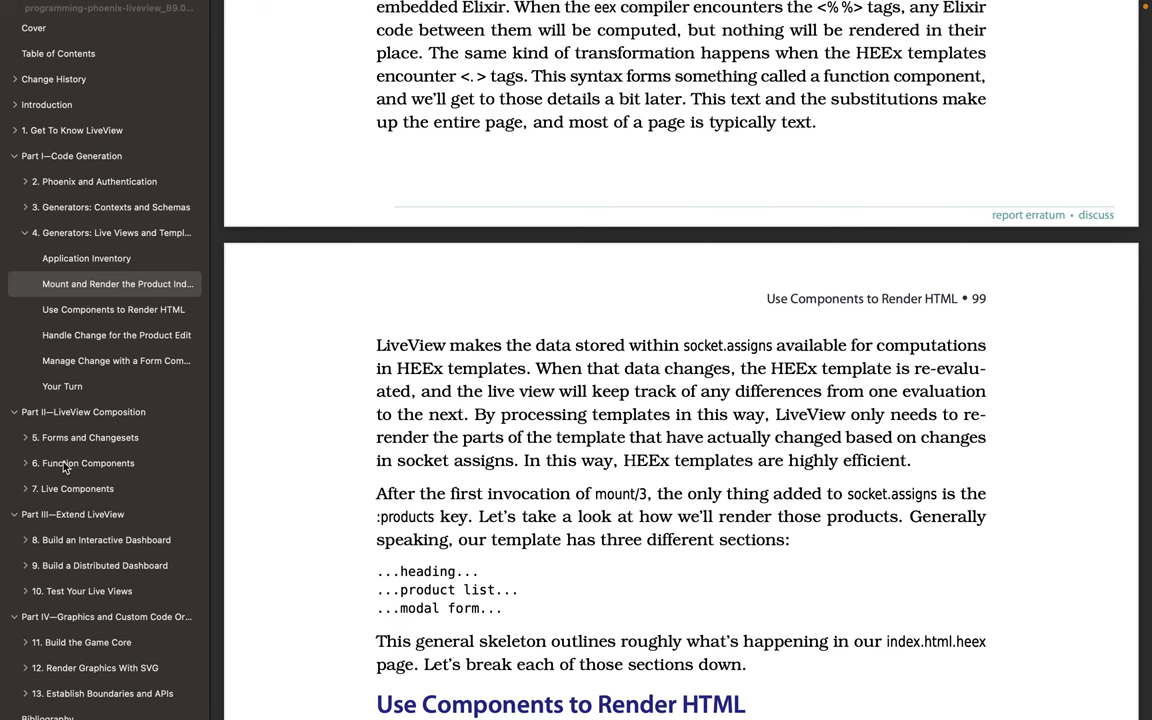 programming-phoenix-liveview_B9.0...
Cover
Table of Contents
Change History
Introduction
1. Get To Know LiveView
Part I—Code Generation
2. Phoenix and Authentication
3. Generators: Contexts and Schemas
4. Generators: Live Views and Templ...
Application Inventory
Mount and Render the Product Ind...
Use Components to Render HTML
Handle Change for the Product Edit
Manage Change with a Form Com...
Your Turn
Part II—LiveView Composition
5. Forms and Changesets
6. Function Components
7. Live Components
Part III—Extend LiveView
8. Build an Interactive Dashboard
9. Build a Distributed Dashboard
10. Test Your Live Views
Part IV—Graphics and Custom Code Or...
11. Build the Game Core
12. Render Graphics With SVG
13. Establish Boundaries and APIs
Bibliography
embedded Elixir. When the eex compiler encounters the <% %> tags, any Elixir
code between them will be computed, but nothing will be rendered in their
place. The same kind of transformation happens when the HEEx templates
encounter <. > tags. This syntax forms something called a function component,
and we'll get to those details a bit later. This text and the substitutions make
up the entire page, and most of a page is typically text.
report erratum • discuss
Use Components to Render HTML • 99
LiveView makes the data stored within socket.assigns available for computations
in HEEx templates. When that data changes, the HEEx template is re-evalu-
ated, and the live view will keep track of any differences from one evaluation
to the next. By processing templates in this way, LiveView only needs to re-
render the parts of the template that have actually changed based on changes
in socket assigns. In this way, HEEx templates are highly efficient.
After the first invocation of mount/3, the only thing added to socket.assigns is the
:products key. Let's take a look at how we'll render those products. Generally
speaking, our template has three different sections:
...heading...
...product list...
...modal form...
This general skeleton outlines roughly what's happening in our index.html.heex
page. Let's break each of those sections down.
Use Components to Render HTML